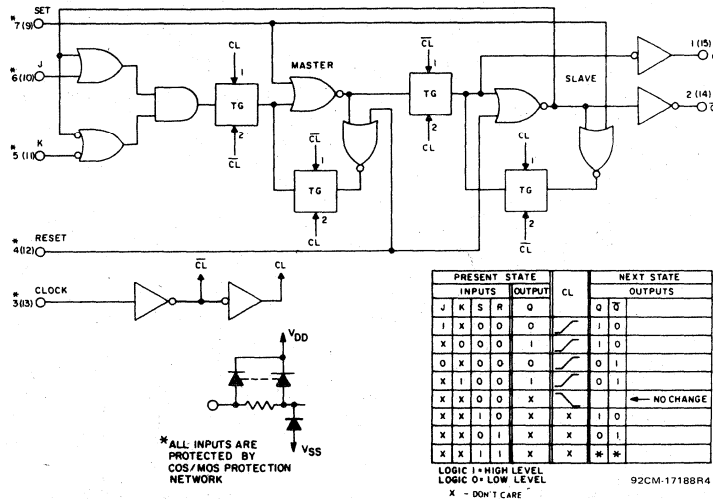 SET
*7(9)
J
*6(10)
K
*5(11)
CL
1
TG
2
CL
MASTER
CL
1
TG
2
CL
CL
1
TG
2
CL
SLAVE
CL
1
TG
2
CL
1(15)
2(14)
RESET
*4(12)
CLOCK
*3(13)
CL
CL
VDD
VSS
*ALL INPUTS ARE
PROTECTED BY
COS/MOS PROTECTION
NETWORK
PRESENT STATE CL NEXT STATE
INPUTS OUTPUT OUTPUTS
J K S R Q Q Q̅
1 X 0 0 0 1 0
X 0 0 0 1 1 0
0 X 0 0 0 0 1
X 1 0 0 1 0 1
X X 0 0 X ← NO CHANGE
X X 1 0 X X 1 0
X X 0 1 X X 0 1
X X 1 1 X X * *
LOGIC 1 = HIGH LEVEL
LOGIC 0 = LOW LEVEL
X - DON'T CARE
92CM-17188R4